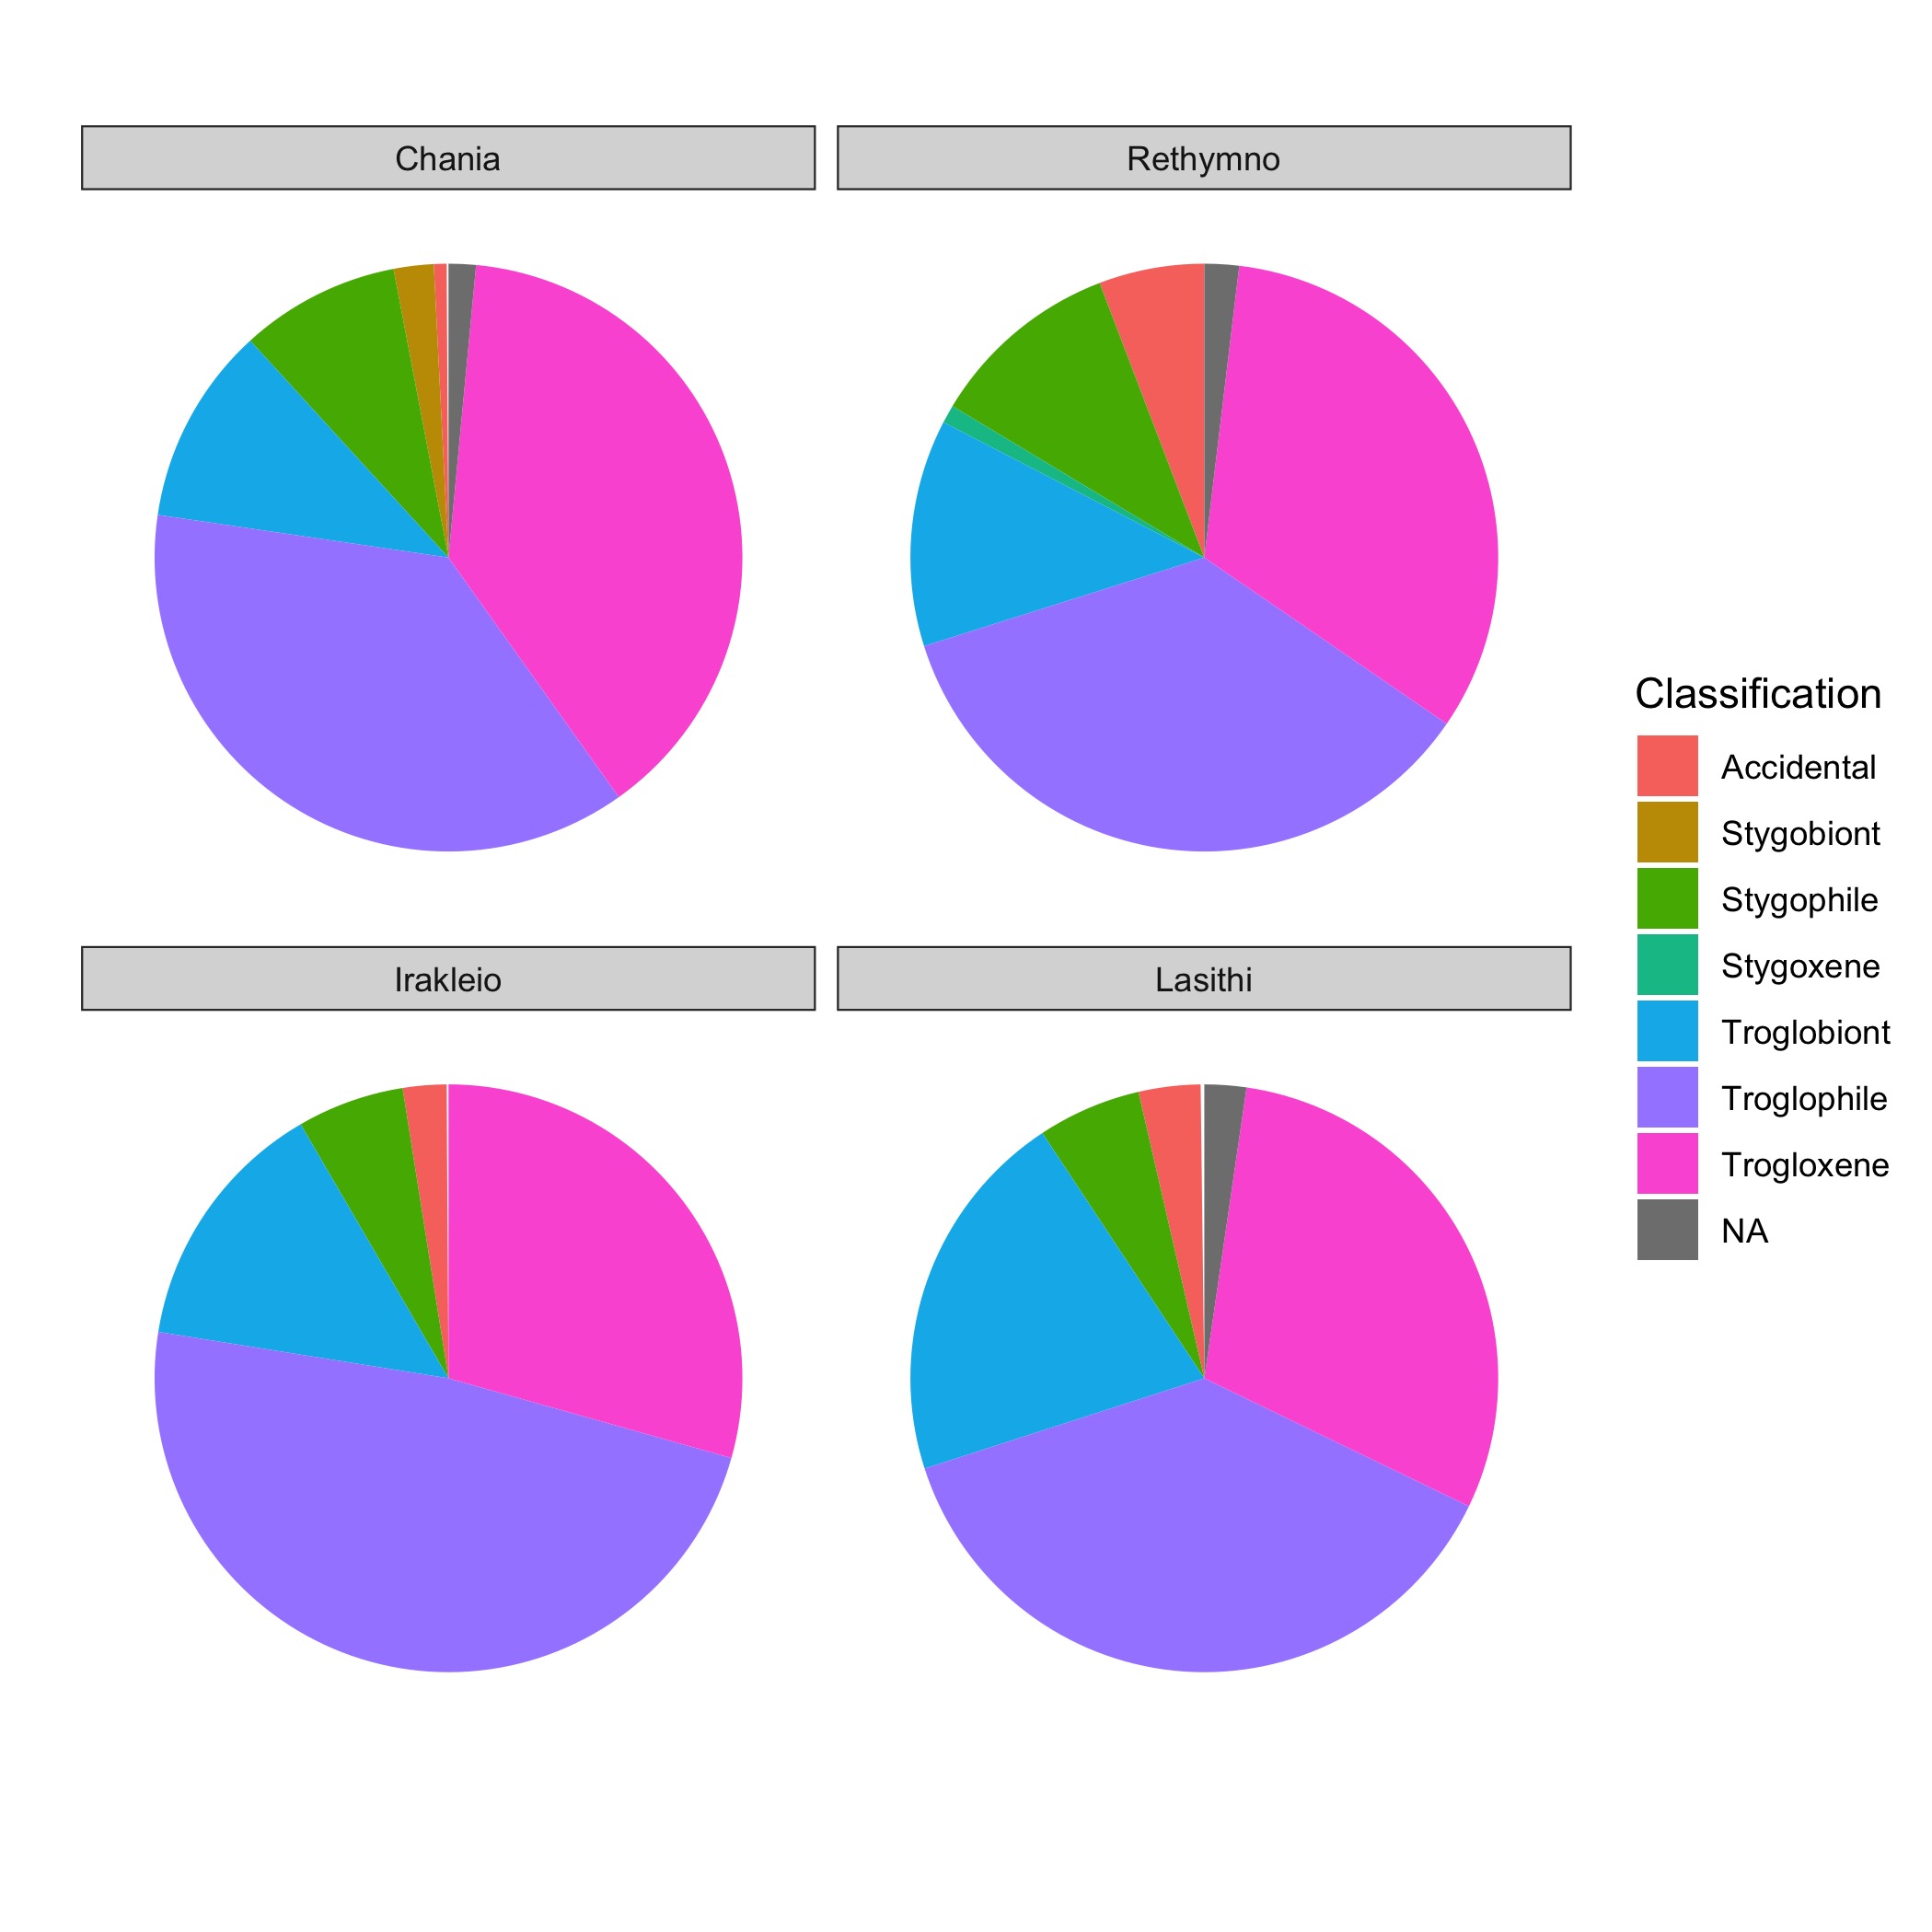 Chania
Rethymno
Irakleio
Lasithi
Classification
Accidental
Stygobiont
Stygophile
Stygoxene
Troglobiont
Troglophile
Trogloxene
NA